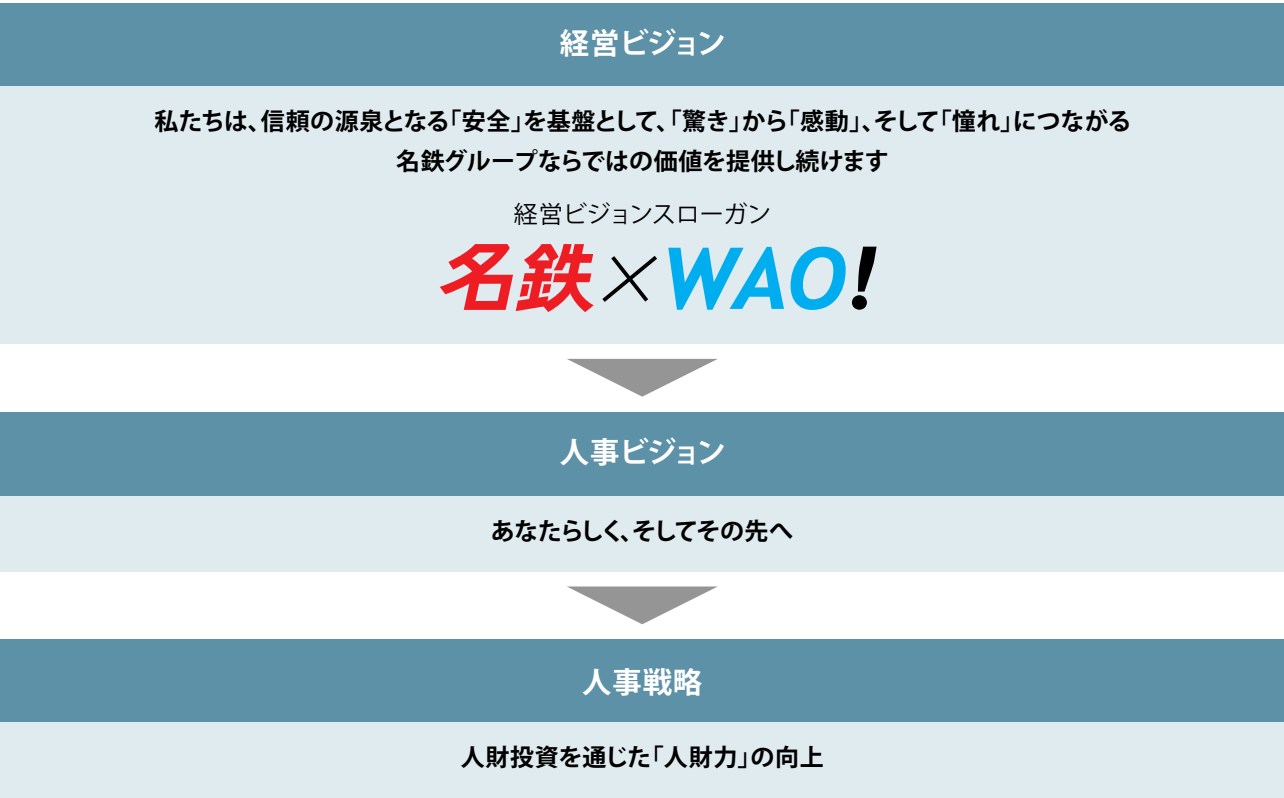 経営ビジョン
私たちは、信頼の源泉となる「安全」を基盤として、「驚き」から「感動」、そして「憧れ」につながる
名鉄グループならではの価値を提供し続けます
経営ビジョンスローガン
名鉄×WAO!
人事ビジョン
あなたらしく、そしてその先へ
人事戦略
人財投資を通じた「人財力」の向上